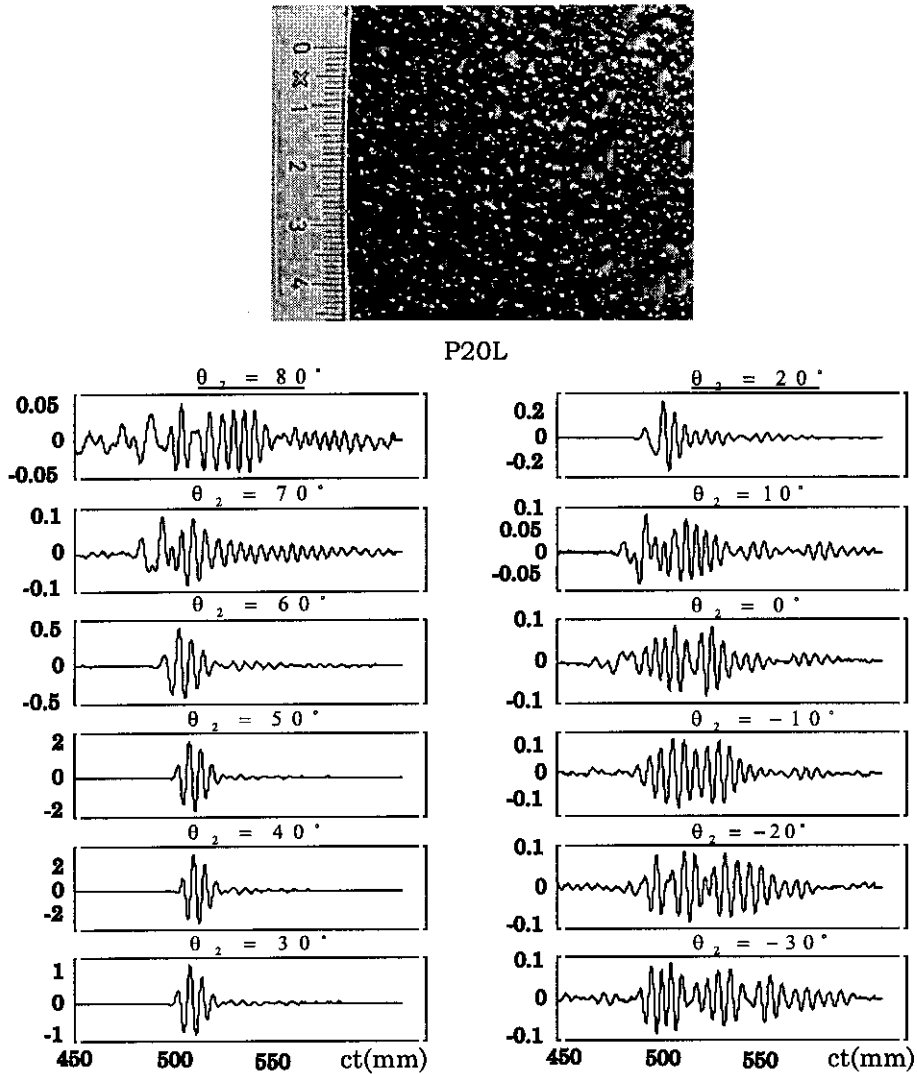 0
1
2
3
4
P20L
θ₂ = 80°
0.05
0
-0.05
θ₂ = 70°
0.1
0
-0.1
θ₂ = 60°
0.5
0
-0.5
θ₂ = 50°
2
0
-2
θ₂ = 40°
2
0
-2
θ₂ = 30°
1
0
-1
450 500 550 ct(mm)
θ₂ = 20°
0.2
0
-0.2
θ₂ = 10°
0.1
0.05
0
-0.05
θ₂ = 0°
0.1
0
-0.1
θ₂ = -10°
0.1
0
-0.1
θ₂ = -20°
0.1
0
-0.1
θ₂ = -30°
0.1
0
-0.1
450 500 550 ct(mm)